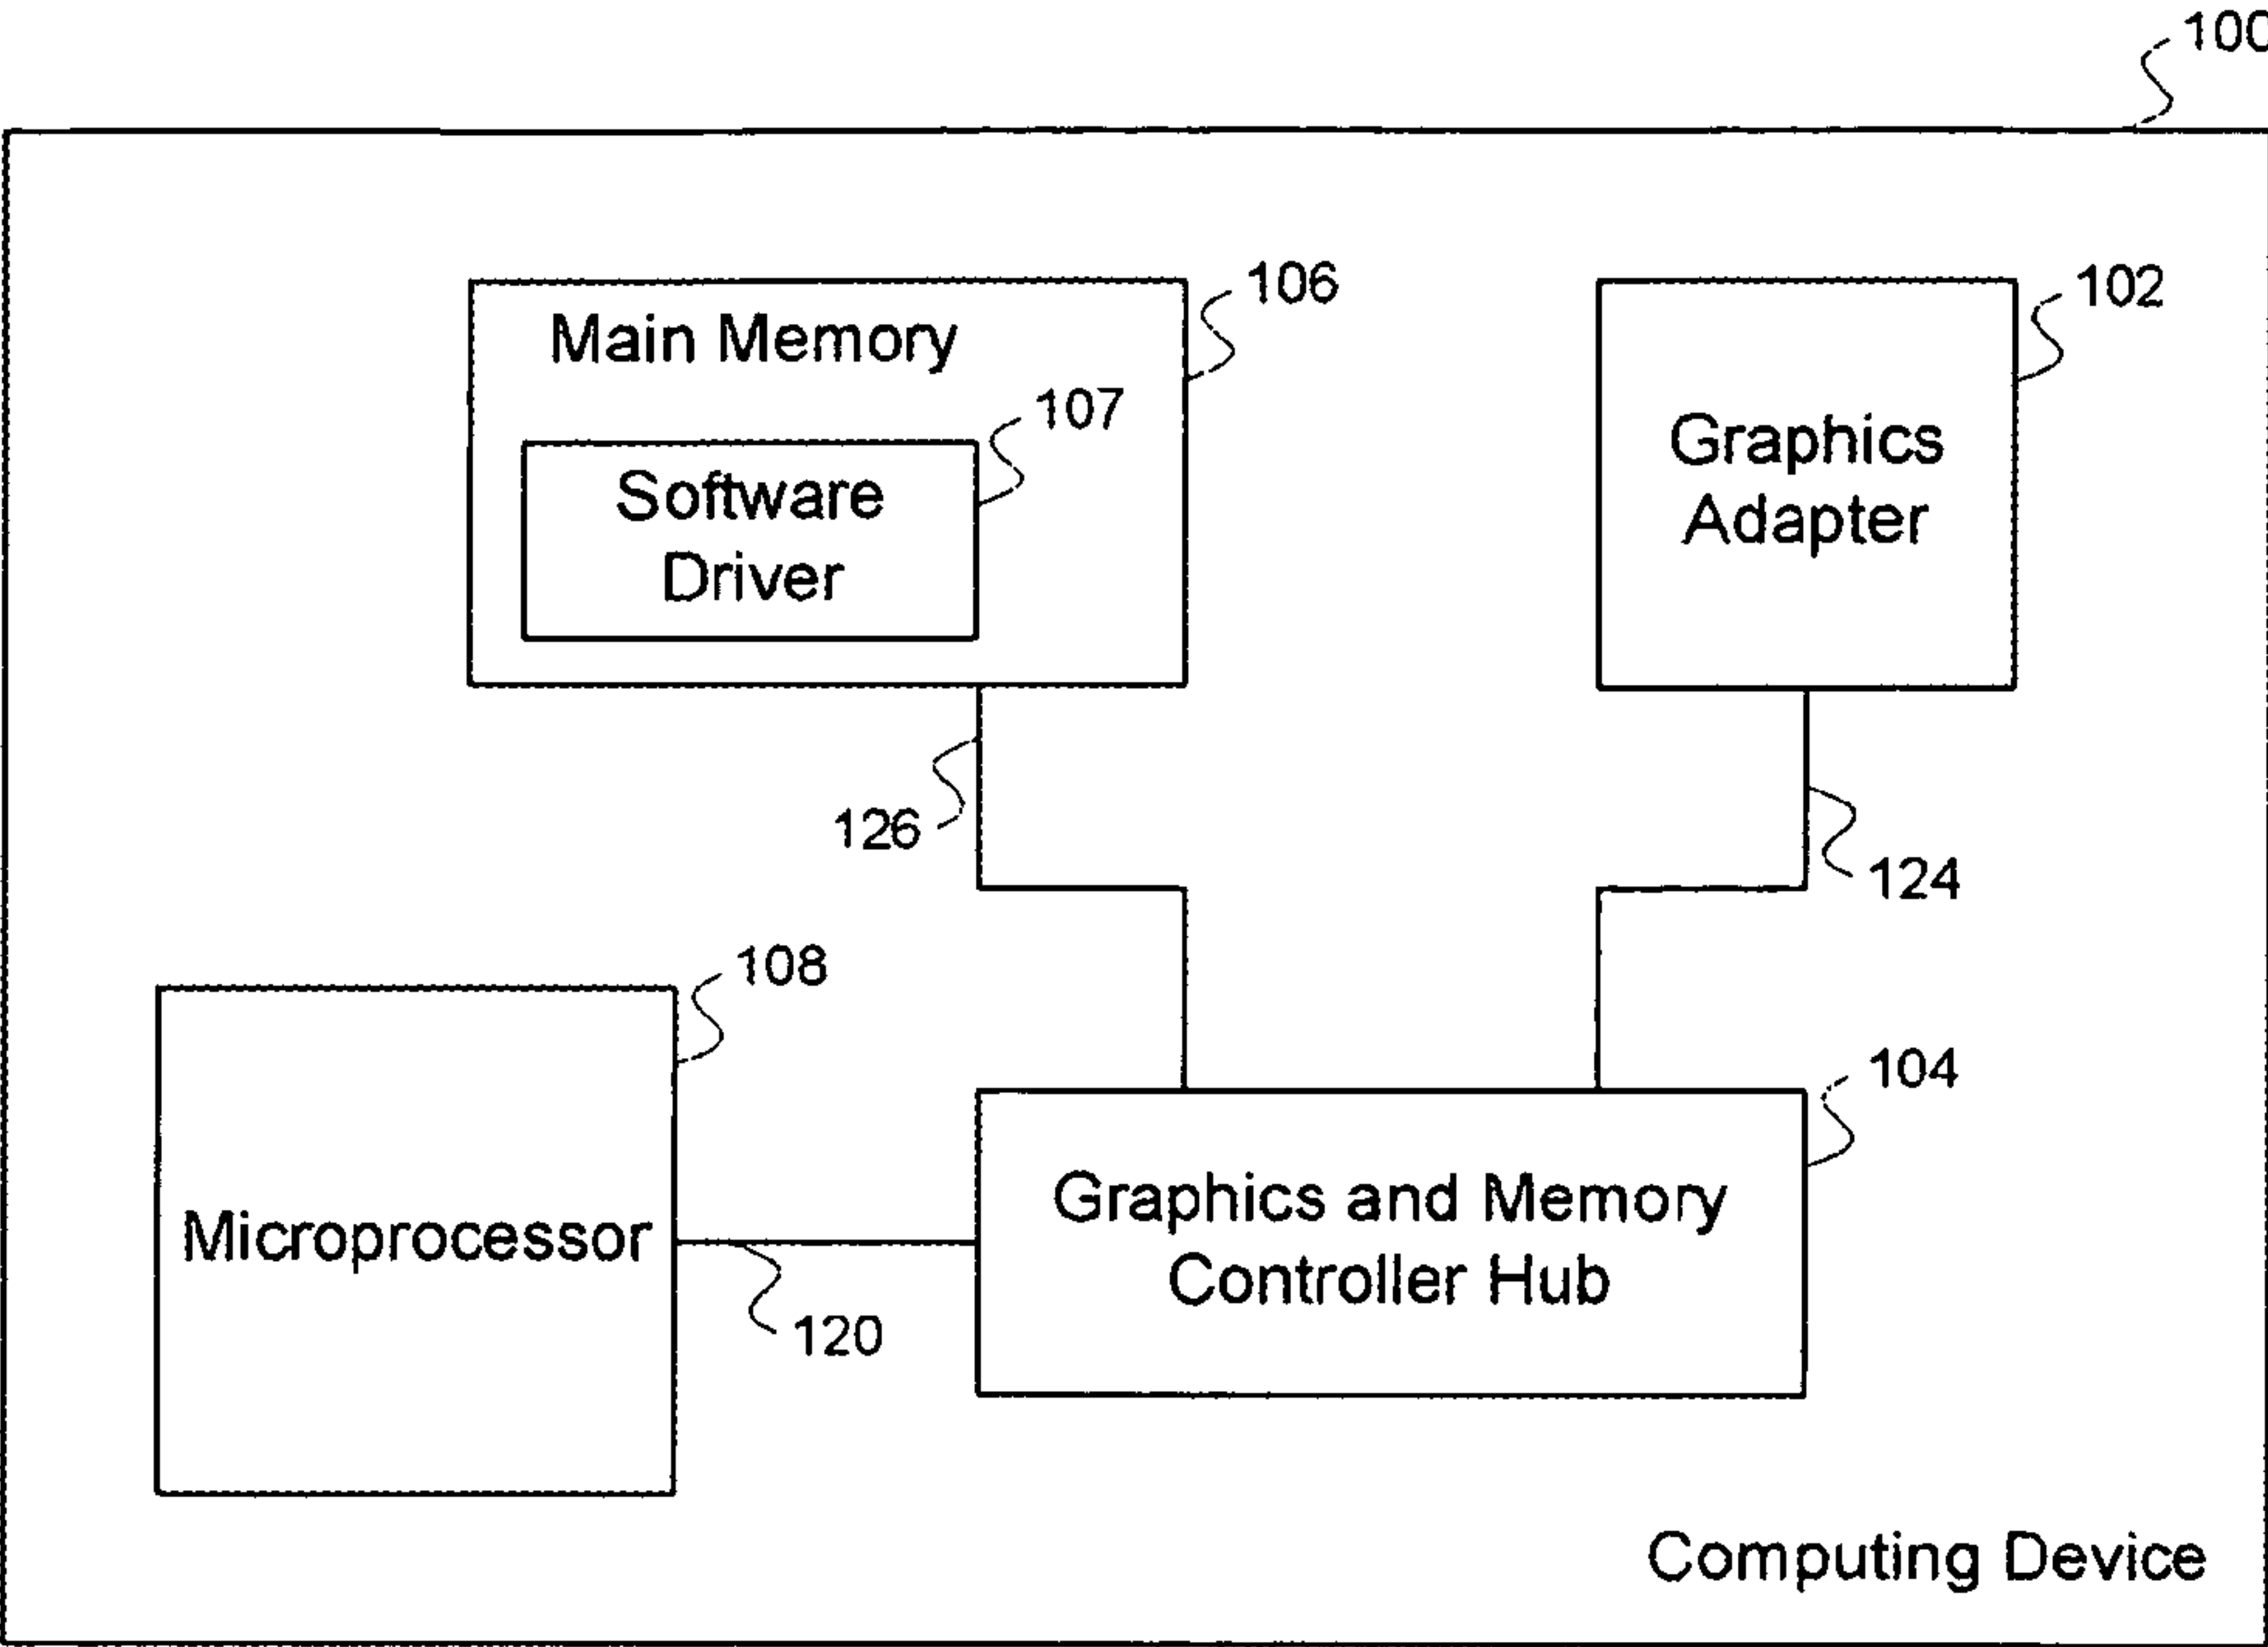 100
106
102
Main Memory
107
Software
Driver
Graphics
Adapter
126
124
108
104
Microprocessor
120
Graphics and Memory
Controller Hub
Computing Device